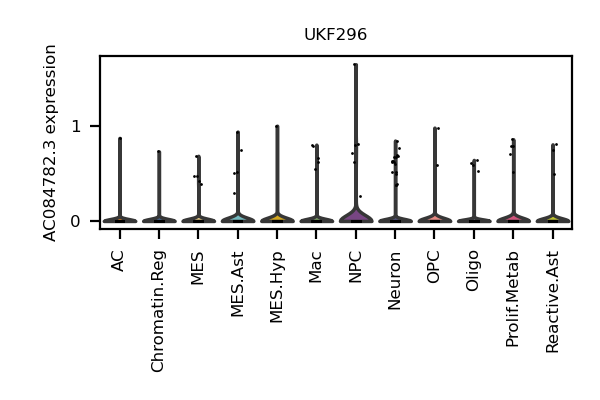 UKF296
AC084782.3 expression
1
0
AC
Chromatin.Reg
MES
MES.Ast
MES.Hyp
Mac
NPC
Neuron
OPC
Oligo
Prolif.Metab
Reactive.Ast